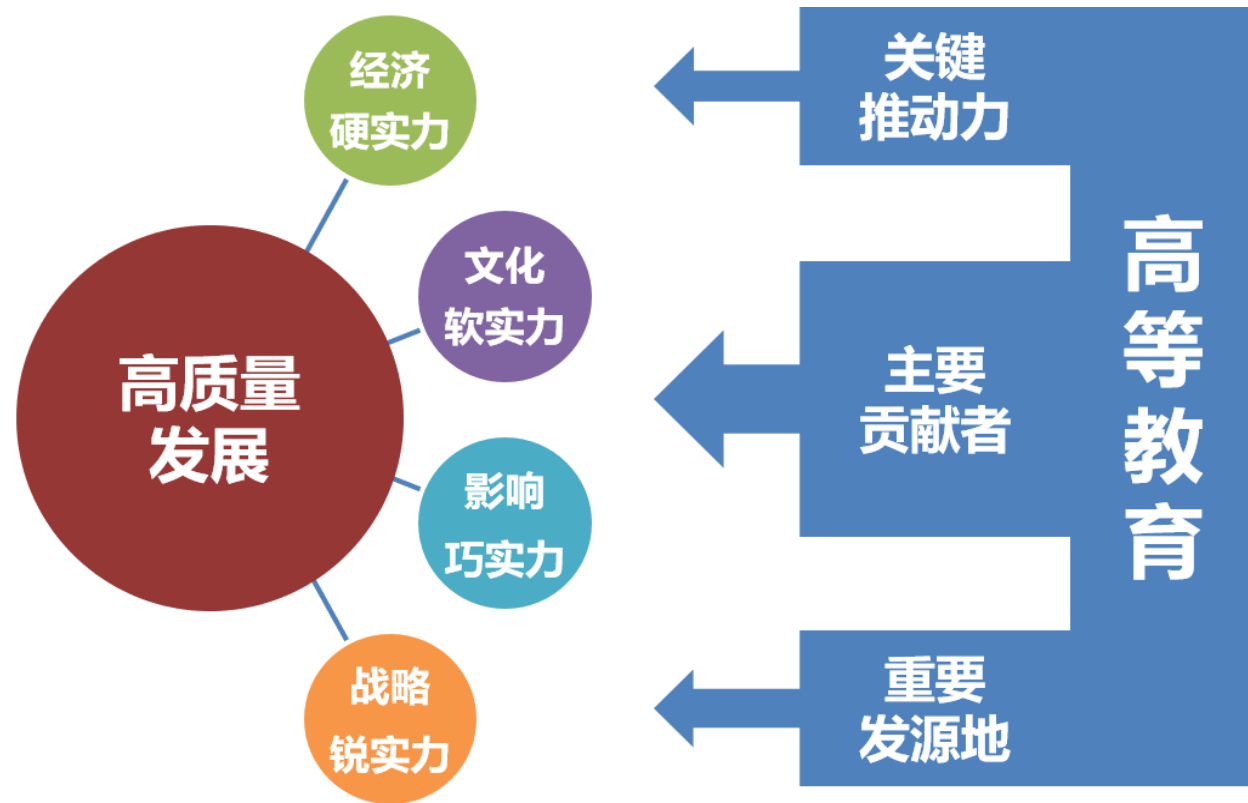 经济
硬实力
文化
软实力
高质量
发展
影响
巧实力
战略
锐实力
关键
推动力
主要
贡献者
重要
发源地
高等教育